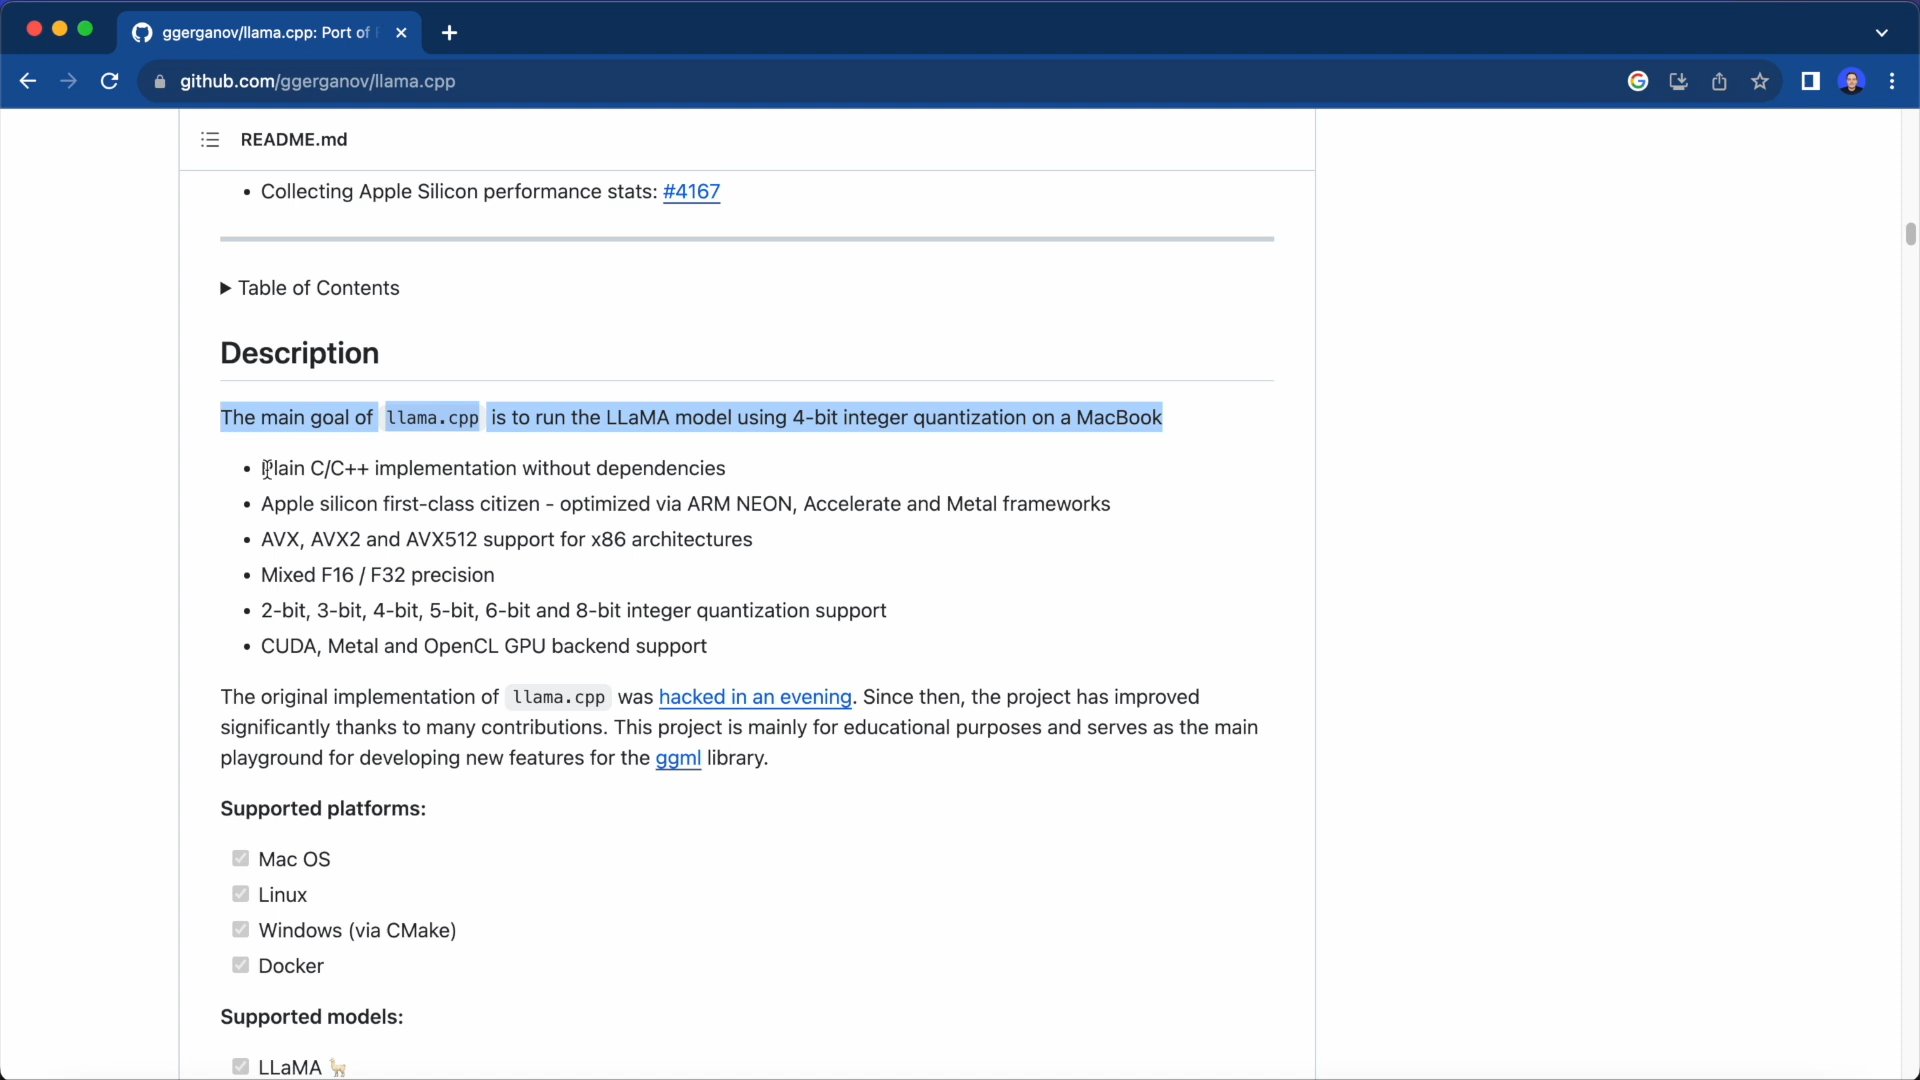 ggerganov/llama.cpp: Port of
github.com/ggerganov/llama.cpp
README.md
• Collecting Apple Silicon performance stats: #4167
Table of Contents
Description
The main goal of llama.cpp is to run the LLaMA model using 4-bit integer quantization on a MacBook
• Plain C/C++ implementation without dependencies
• Apple silicon first-class citizen - optimized via ARM NEON, Accelerate and Metal frameworks
• AVX, AVX2 and AVX512 support for x86 architectures
• Mixed F16 / F32 precision
• 2-bit, 3-bit, 4-bit, 5-bit, 6-bit and 8-bit integer quantization support
• CUDA, Metal and OpenCL GPU backend support
The original implementation of llama.cpp was hacked in an evening. Since then, the project has improved
significantly thanks to many contributions. This project is mainly for educational purposes and serves as the main
playground for developing new features for the ggml library.
Supported platforms:
Mac OS
Linux
Windows (via CMake)
Docker
Supported models:
LLaMA 🦙